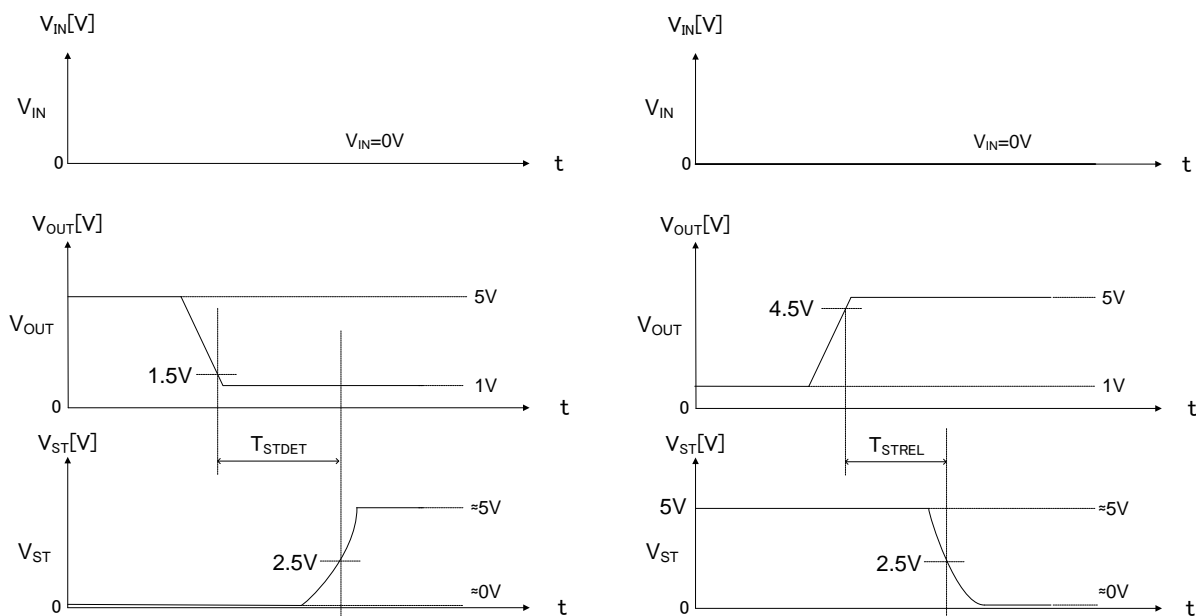 V_IN[V]
V_IN
V_IN=0V
0
t
V_OUT[V]
5V
V_OUT
1.5V
1V
0
t
V_ST[V]
T_STDET
≈5V
V_ST
2.5V
≈0V
0
V_IN[V]
V_IN
V_IN=0V
0
t
V_OUT[V]
4.5V
5V
V_OUT
1V
0
t
V_ST[V]
T_STREL
5V
≈5V
V_ST
2.5V
≈0V
0